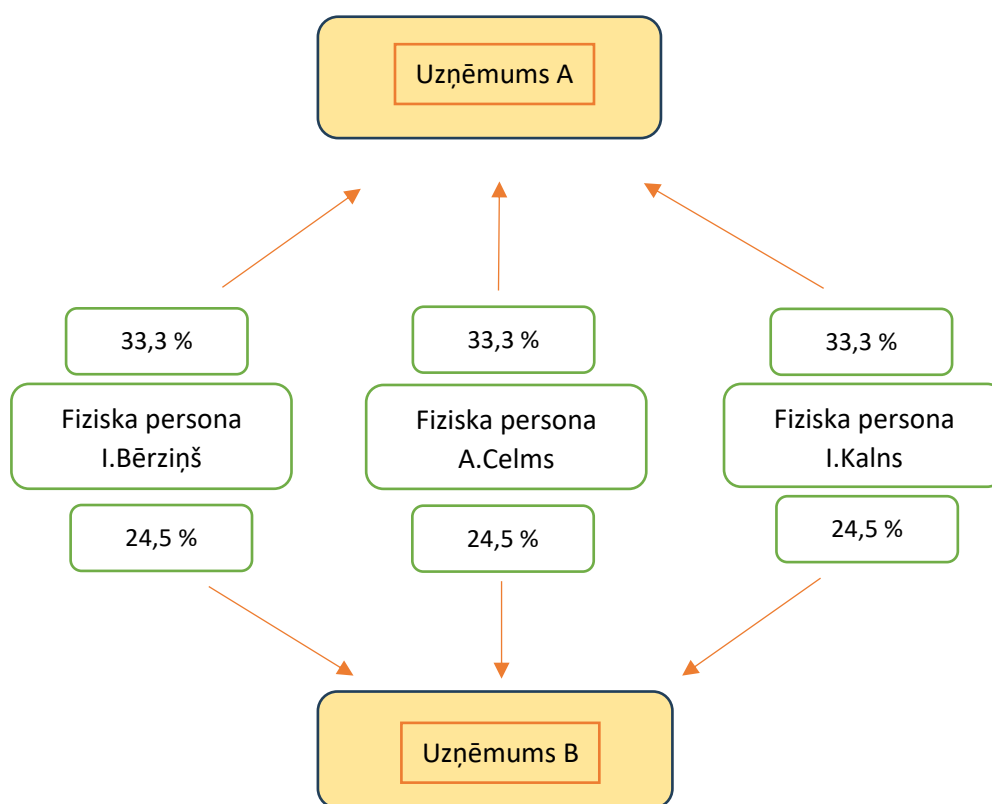 Uzņēmums A
33,3 %
33,3 %
33,3 %
Fiziska persona
I.Bērziņš
Fiziska persona
A.Celms
Fiziska persona
I.Kalns
24,5 %
24,5 %
24,5 %
Uzņēmums B